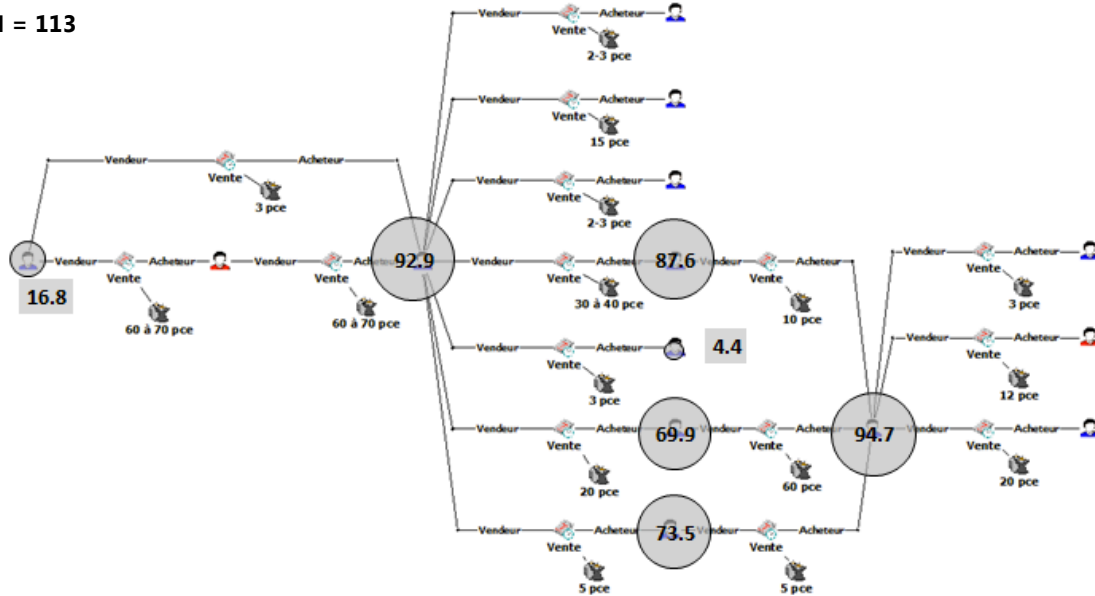 = 113
Vendeur Vente Acheteur
2-3 pce
Vendeur Vente Acheteur
15 pce
Vendeur Vente Acheteur
3 pce
Vendeur Vente Acheteur
2-3 pce
Vendeur Vente Acheteur Vendeur Vente Acheteur 92.9 Vendeur Vente Acheteur 87.6 Vendeur Vente
16.8
60 à 70 pce
60 à 70 pce
30 à 40 pce
10 pce
Vendeur Vente Acheteur
3 pce
Vendeur Vente Acheteur 4.4
3 pce
Vendeur Vente Acheteur
12 pce
Vendeur Vente Acheteur 69.9 Vendeur Vente Acheteur 94.7 Vendeur Vente Acheteur
20 pce
60 pce
20 pce
Vendeur Vente Acheteur 73.5 Vendeur Vente Acheteur
5 pce
5 pce